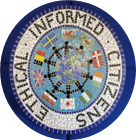 ETHICAL INFORMED CITIZENS